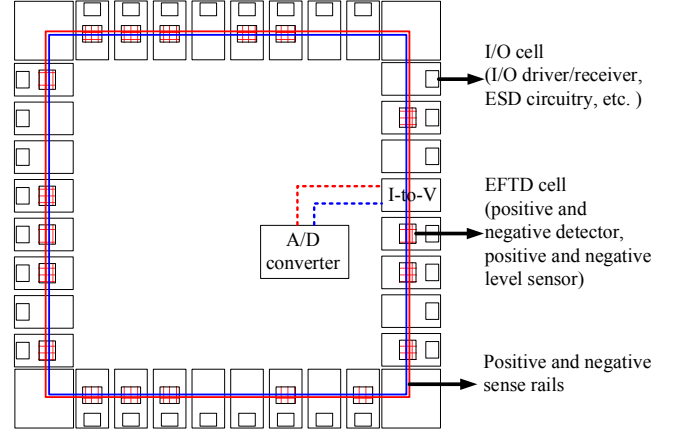 I/O cell
(I/O driver/receiver,
ESD circuitry, etc. )
I-to-V
EFTD cell
(positive and
negative detector,
positive and negative
level sensor)
A/D
converter
Positive and negative
sense rails